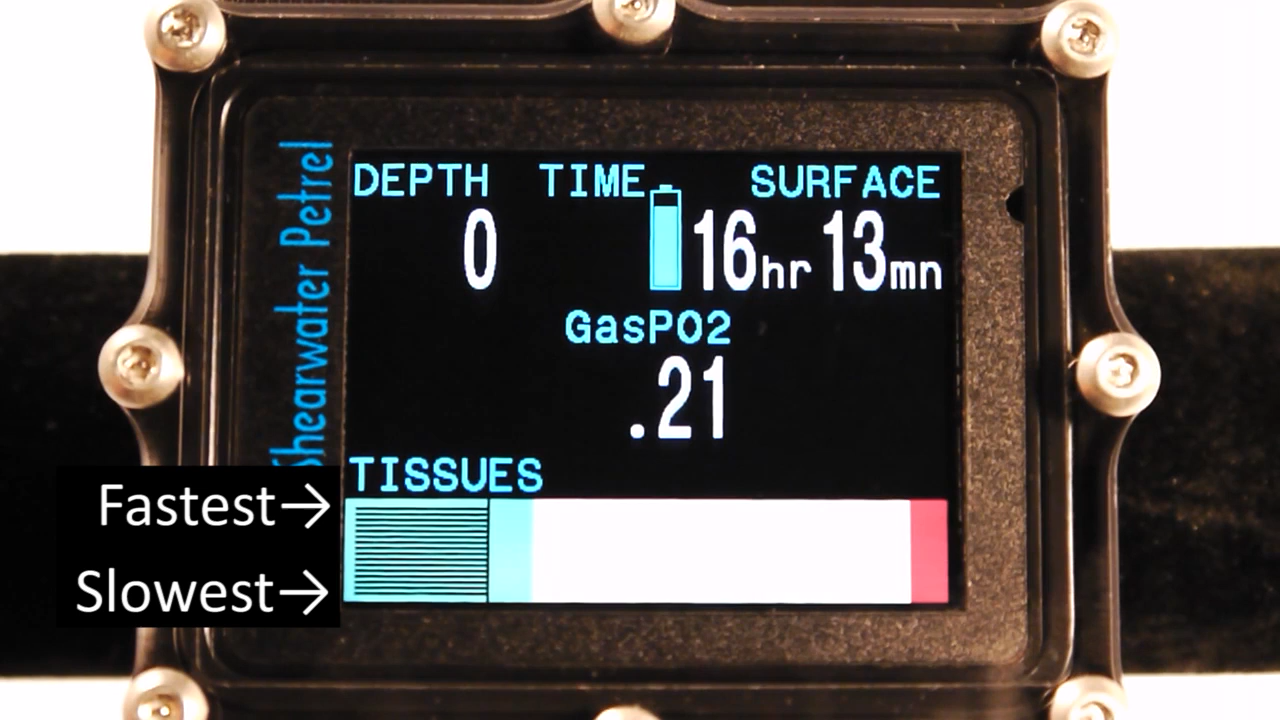 Shearwater Petrel
DEPTH TIME SURFACE
0 16hr 13mn
GasPO2
.21
TISSUES
Fastest→
Slowest→